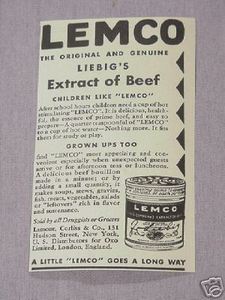 LEMCO
THE ORIGINAL AND GENUINE
LIEBIG'S
Extract of Beef
CHILDREN LIKE "LEMCO"
After school hours children need a cup of hot
stimulating "LEMCO". It is delicious, health-
ful, the essence of prime beef, and easy to
prepare—A quarter teaspoonful of "LEMCO"
to a cup of hot water—Nothing more. It fits
them for study or play.
GROWN UPS TOO
find "LEMCO" most appetising and con-
venient especially when unexpected guests
arrive or for afternoon teas or luncheons.
A delicious beef bouillon
made in a minute; or by
adding a small quantity, it
makes soups, stews, gravies,
fish, meats, vegetables, salads
or "leftovers" rich in flavor
and sustenance.
Sold by all Druggists or Grocers
Lamont, Corliss & Co., 131
Hudson Street, New York,
U. S. Distributors for Oxo
Limited, London, England.
LEMCO
A LITTLE "LEMCO" GOES A LONG WAY